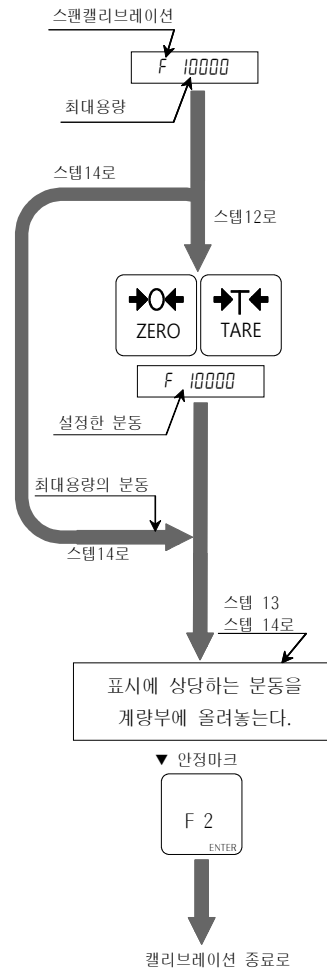 스팬캘리브레이션
F 10000
최대용량
스텝14로
스텝12로
→0← →T←
ZERO TARE
F 10000
설정한 분동
최대용량의 분동
스텝14로
스텝 13
스텝 14로
표시에 상당하는 분동을
계량부에 올려놓는다.
▼ 안정마크
F 2
ENTER
캘리브레이션 종료로